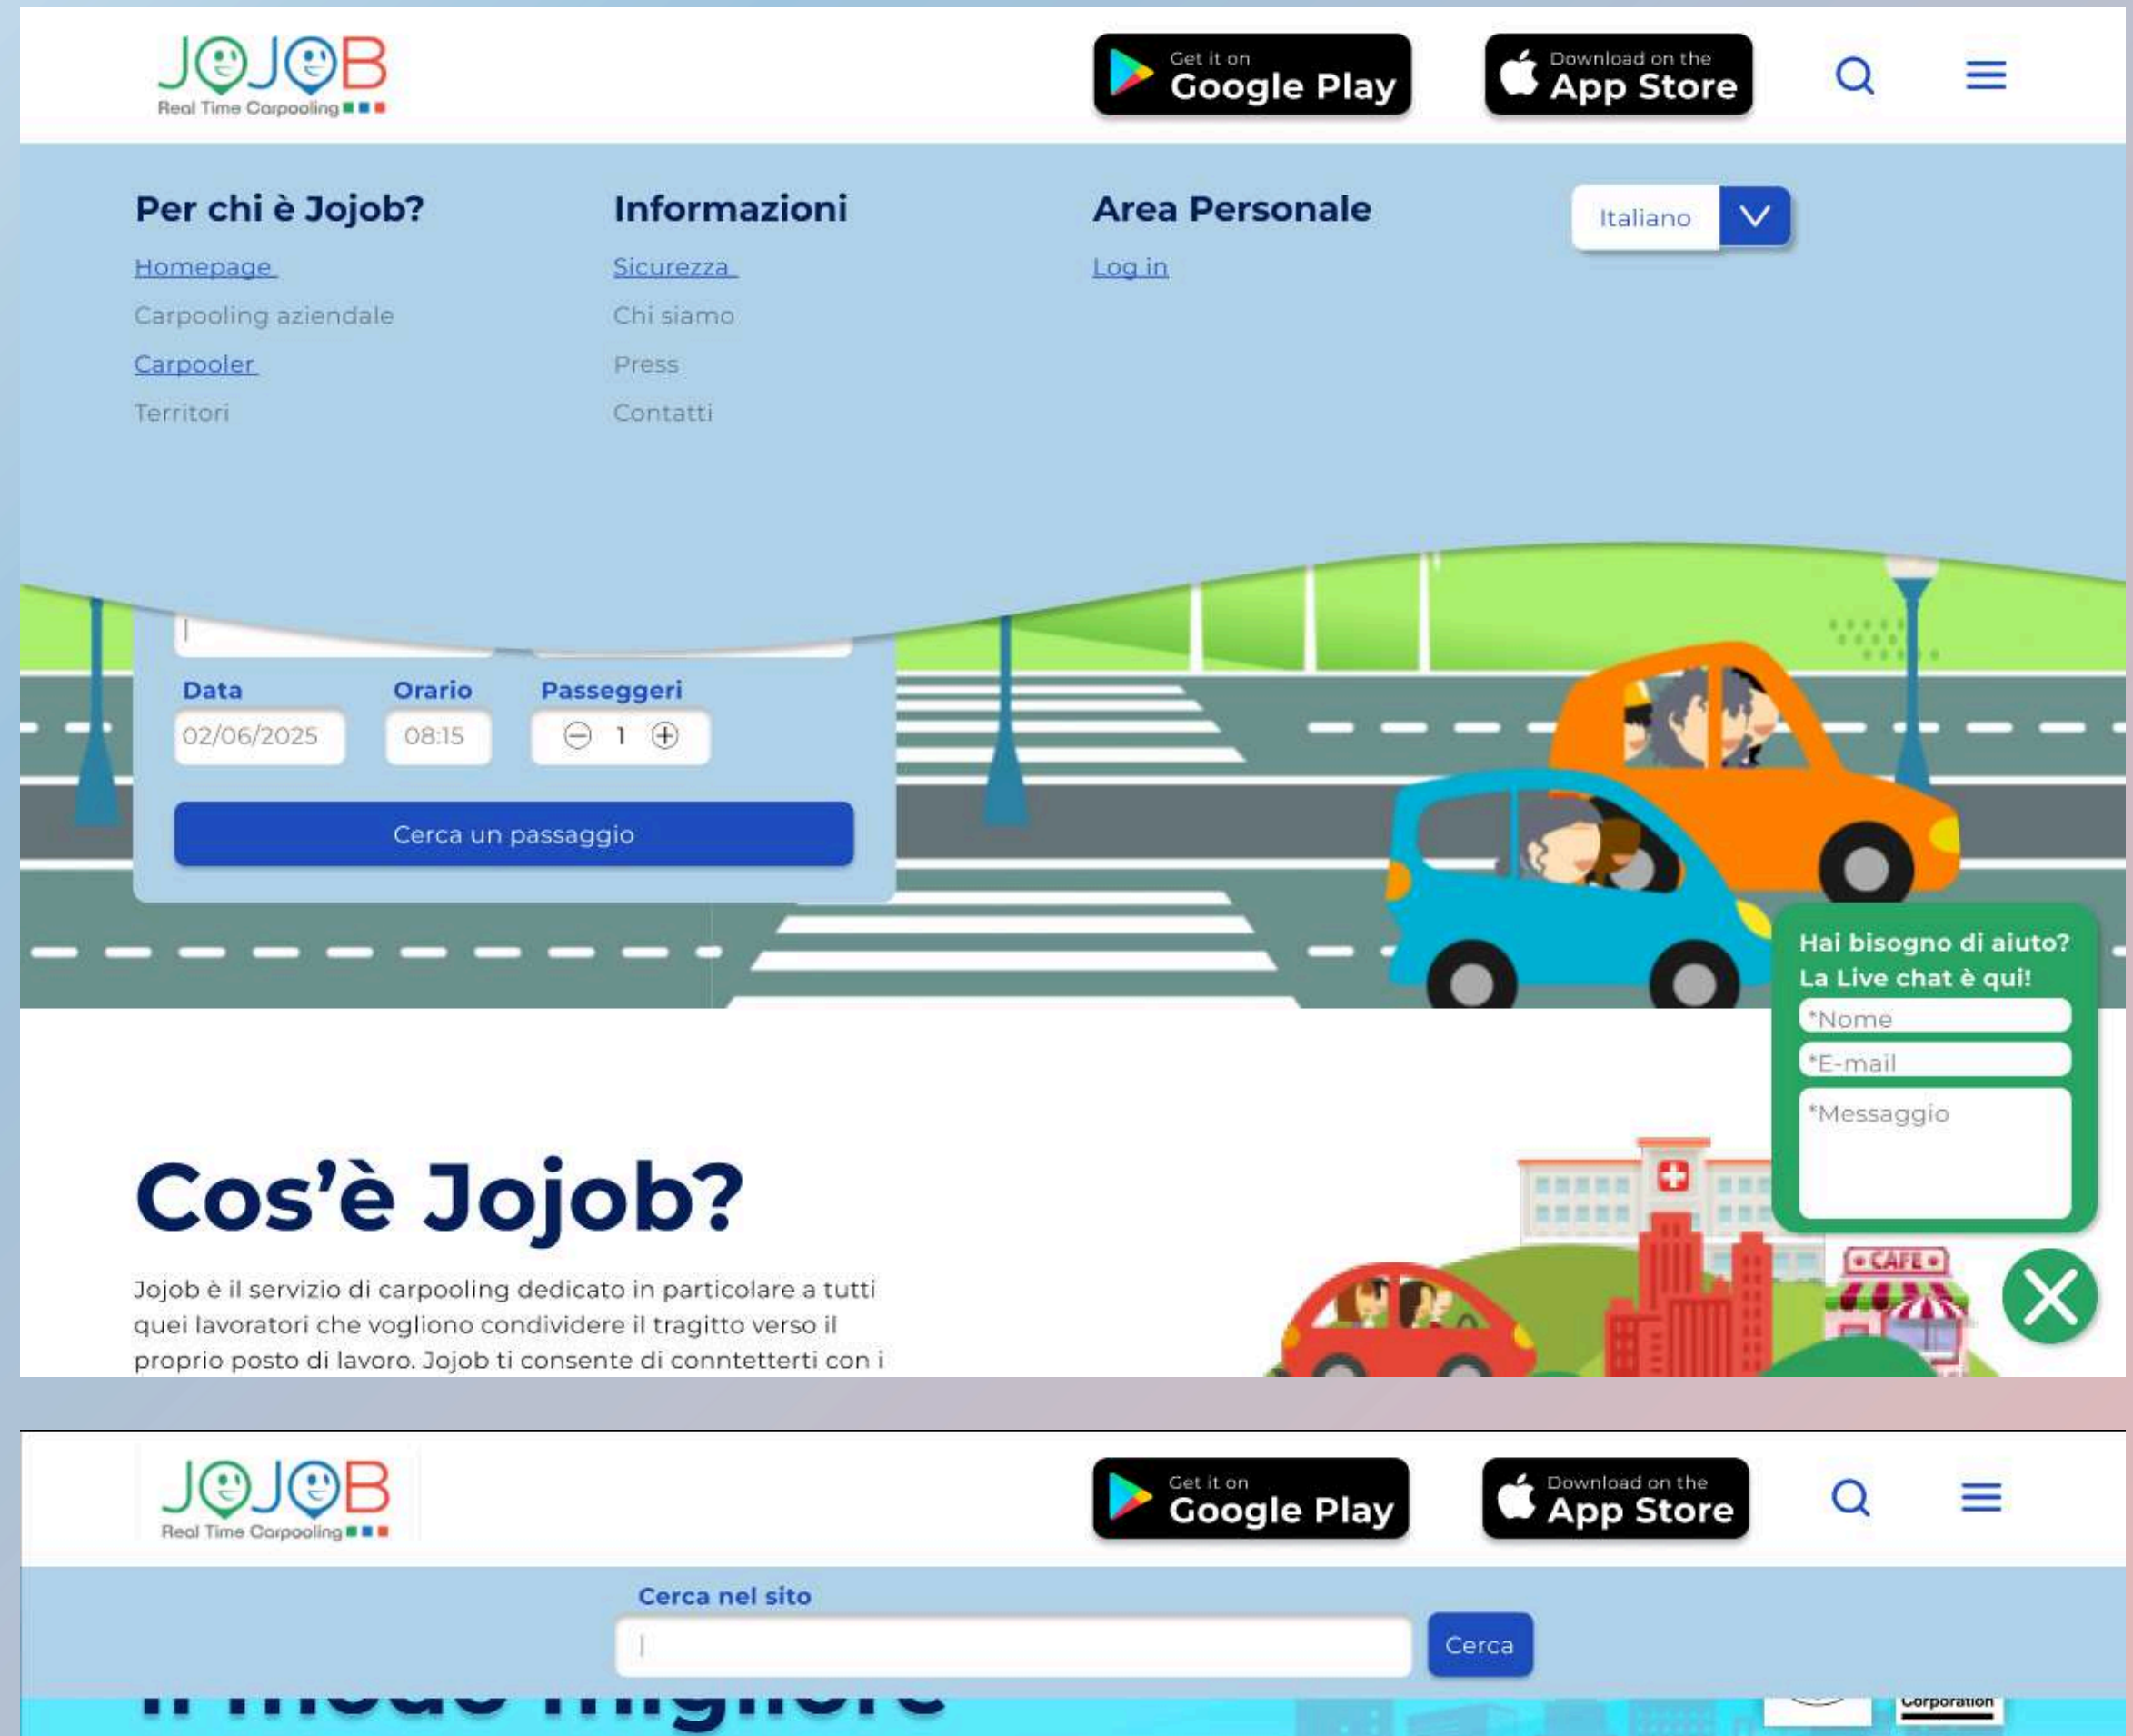 JOJOB
Real Time Carpooling
Get it on
Google Play
Download on the
App Store
Per chi è Jojob?
Homepage
Carpooling aziendale
Carpooler
Territori
Informazioni
Sicurezza
Chi siamo
Press
Contatti
Area Personale
Log in
Italiano
Data
02/06/2025
Orario
08:15
Passeggeri
1
Cerca un passaggio
Hai bisogno di aiuto?
La Live chat è qui!
*Nome
*E-mail
*Messaggio
Cos'è Jojob?
Jojob è il servizio di carpooling dedicato in particolare a tutti
quei lavoratori che vogliono condividere il tragitto verso il
proprio posto di lavoro. Jojob ti consente di conntetterti con i
CAFE
JOJOB
Real Time Carpooling
Get it on
Google Play
Download on the
App Store
Cerca nel sito
Cerca
Il modo migliore
Corporation